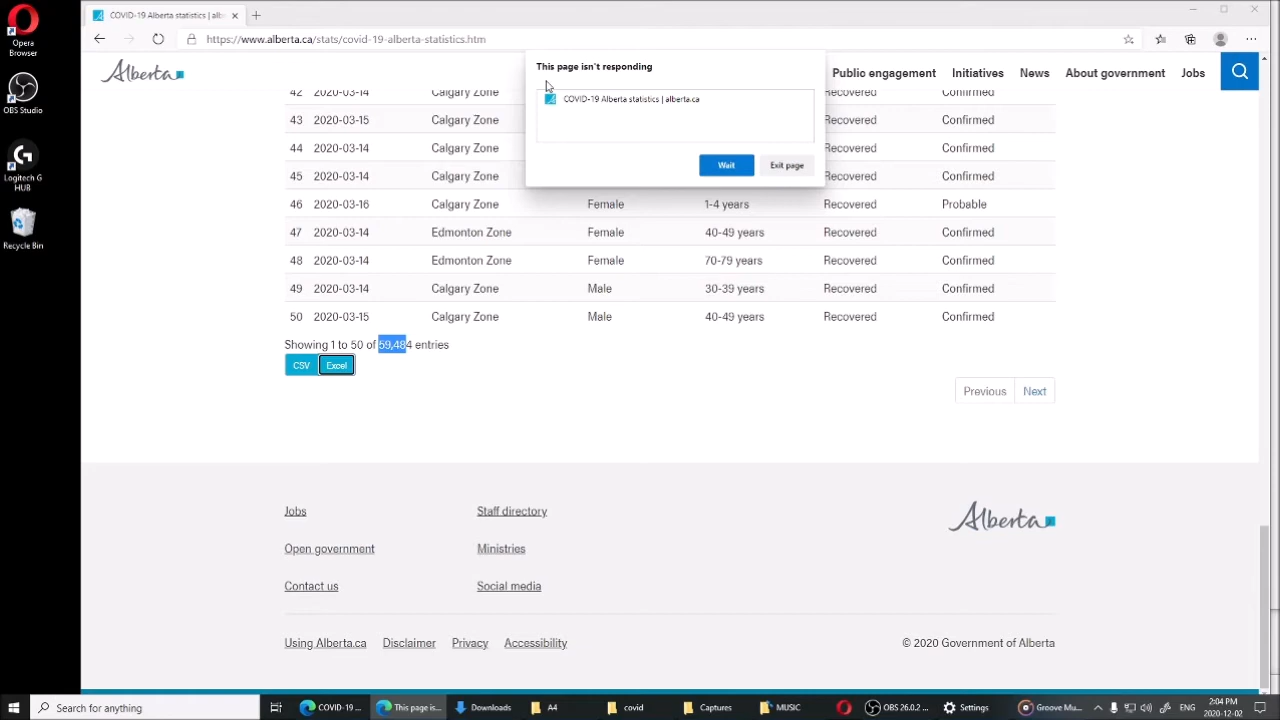 Opera
Browser
OBS Studio
Logitech G
HUB
Recycle Bin
COVID-19 Alberta statistics | alb
https://www.alberta.ca/stats/covid-19-alberta-statistics.htm
Alberta
Public engagement Initiatives News About government Jobs
This page isn't responding
COVID-19 Alberta statistics | alberta.ca
Wait Exit page
42 2020-03-15 Calgary Zone Recovered Confirmed
43 2020-03-15 Calgary Zone Recovered Confirmed
44 2020-03-15 Calgary Zone Recovered Confirmed
45 2020-03-15 Calgary Zone Recovered Confirmed
46 2020-03-16 Calgary Zone Female 1-4 years Recovered Probable
47 2020-03-14 Edmonton Zone Female 40-49 years Recovered Confirmed
48 2020-03-14 Edmonton Zone Female 70-79 years Recovered Confirmed
49 2020-03-14 Calgary Zone Male 30-39 years Recovered Confirmed
50 2020-03-15 Calgary Zone Male 40-49 years Recovered Confirmed
Showing 1 to 50 of 59,484 entries
CSV Excel
Previous Next
Jobs Staff directory
Alberta
Open government Ministries
Contact us Social media
Using Alberta.ca Disclaimer Privacy Accessibility
© 2020 Government of Alberta
Search for anything
COVID-19 ... This page is... Downloads A4 covid Captures MUSIC OBS 26.0.2 ... Settings Groove Mu... ENG
2:04 PM
2020-12-02